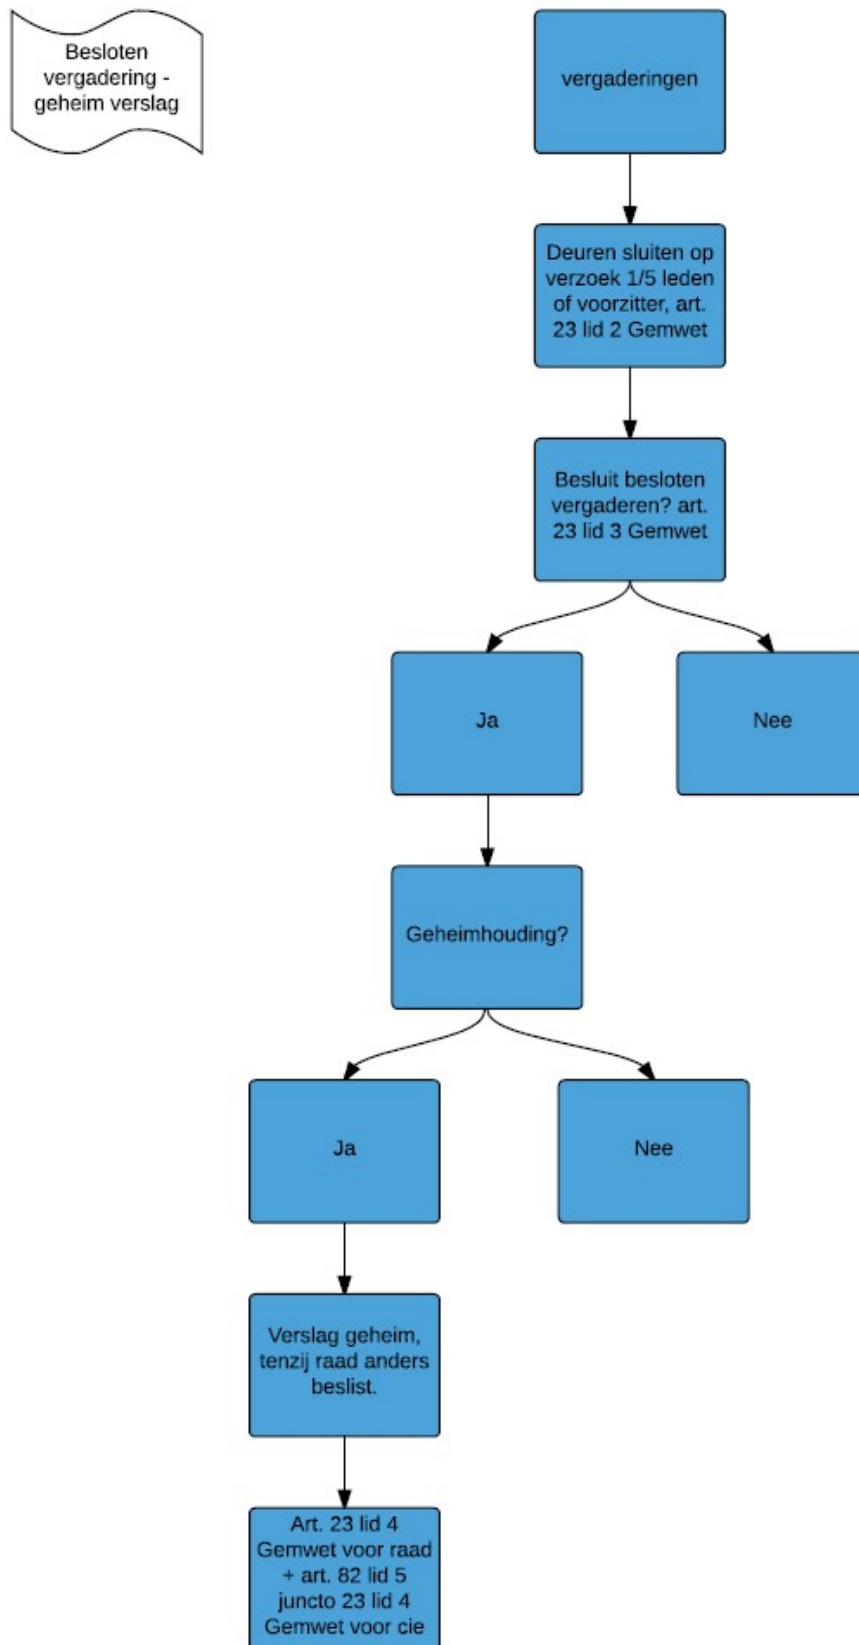 Besloten
vergadering -
geheim verslag
vergaderingen
Deuren sluiten op
verzoek 1/5 leden
of voorzitter, art.
23 lid 2 Gemwet
Besluit besloten
vergaderen? art.
23 lid 3 Gemwet
Ja
Nee
Geheimhouding?
Ja
Nee
Verslag geheim,
tenzij raad anders
beslist.
Art. 23 lid 4
Gemwet voor raad
+ art. 82 lid 5
juncto 23 lid 4
Gemwet voor cie